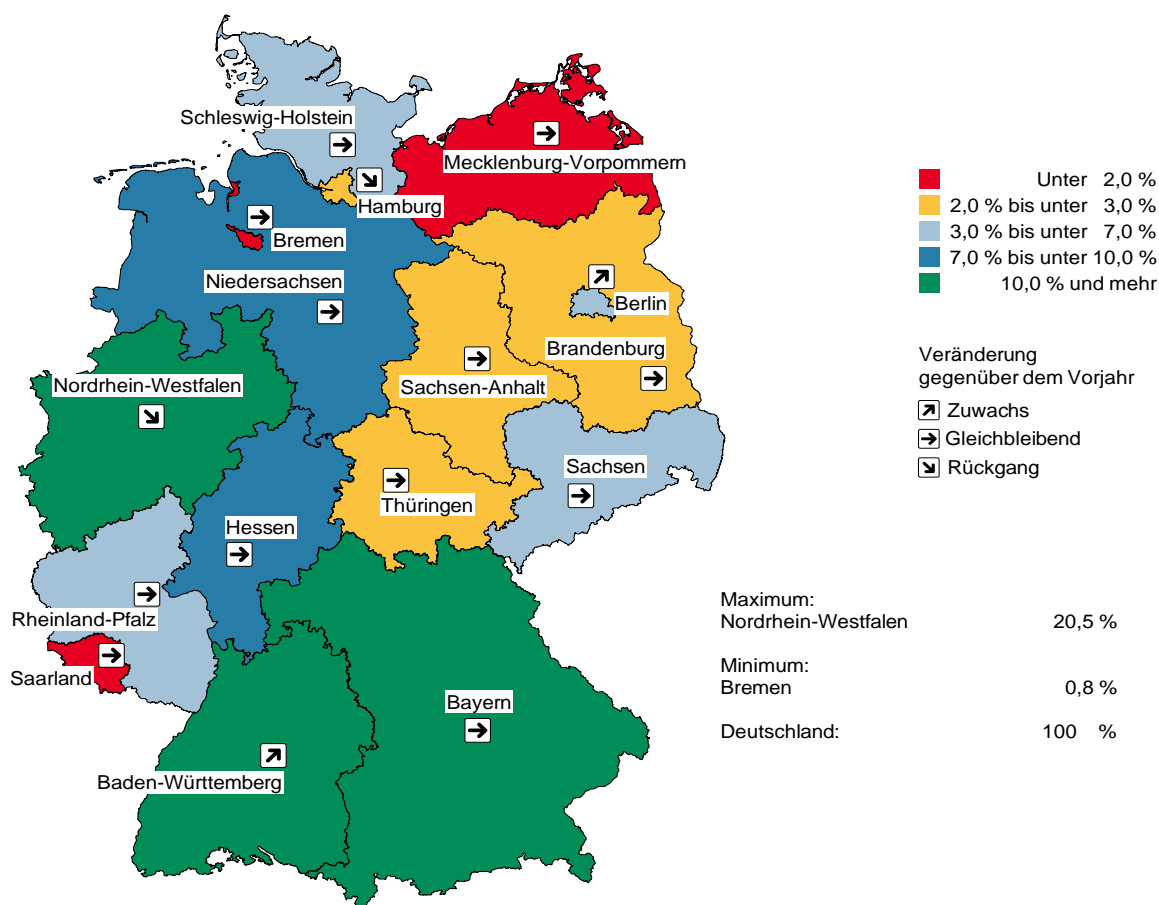 Schleswig-Holstein
Mecklenburg-Vorpommern
Hamburg
Bremen
Niedersachsen
Berlin
Brandenburg
Nordrhein-Westfalen
Sachsen-Anhalt
Sachsen
Thüringen
Hessen
Rheinland-Pfalz
Saarland
Bayern
Baden-Württemberg
Unter 2,0 %
2,0 % bis unter 3,0 %
3,0 % bis unter 7,0 %
7,0 % bis unter 10,0 %
10,0 % und mehr
Veränderung
gegenüber dem Vorjahr
Zuwachs
Gleichbleibend
Rückgang
Maximum:
Nordrhein-Westfalen 20,5 %
Minimum:
Bremen 0,8 %
Deutschland: 100 %